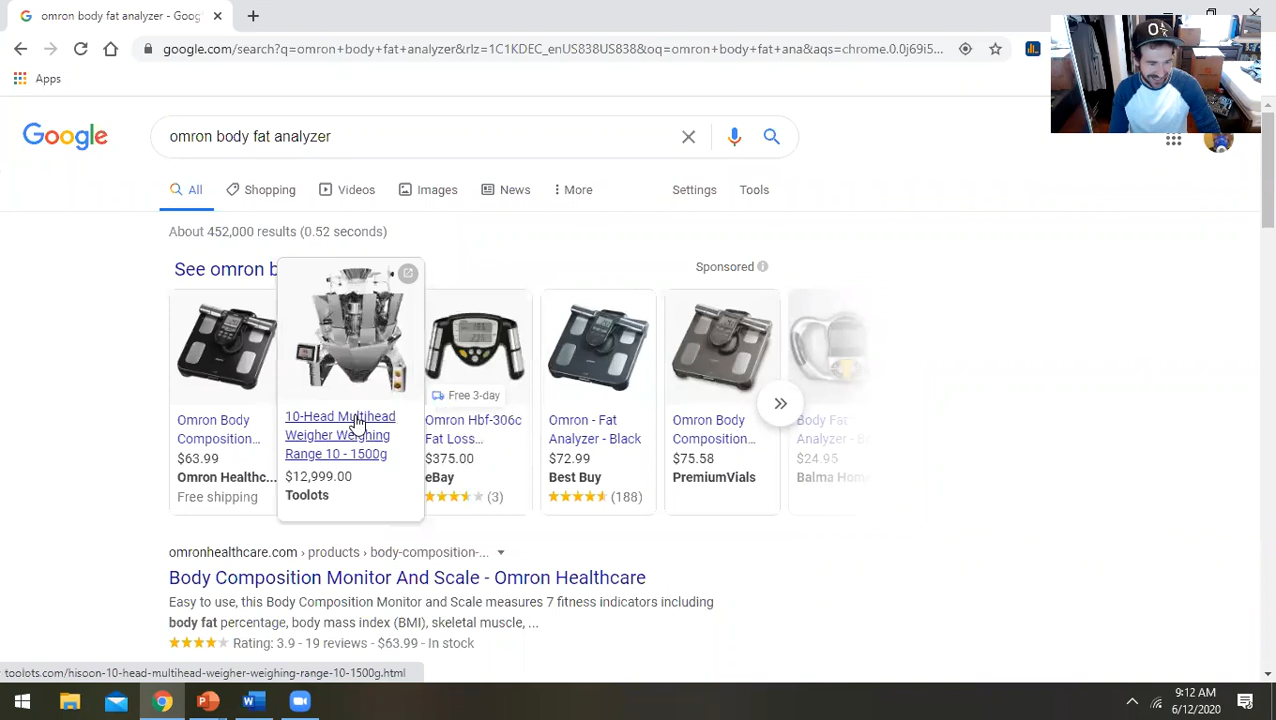 omron body fat analyzer - Goog
google.com/search?q=omron+body+fat+analyzer&rlz=1C1KDEC_enUS838US838&oq=omron+body+fat+ana&aqs=chrome.0.0j69i5...
Apps
Google
omron body fat analyzer
All
Shopping
Videos
Images
News
More
Settings
Tools
About 452,000 results (0.52 seconds)
See omron b
Sponsored
Omron Body
Composition...
$63.99
Omron Healthc...
Free shipping
10-Head Multihead
Weigher Weighing
Range 10 - 1500g
$12,999.00
Toolots
Free 3-day
Omron Hbf-306c
Fat Loss...
$375.00
eBay
(3)
Omron - Fat
Analyzer - Black
$72.99
Best Buy
(188)
Omron Body
Composition...
$75.58
PremiumVials
Body Fat
Analyzer - B
$24.95
Balma Hom
omronhealthcare.com › products › body-composition-...
Body Composition Monitor And Scale - Omron Healthcare
Easy to use, this Body Composition Monitor and Scale measures 7 fitness indicators including
body fat percentage, body mass index (BMI), skeletal muscle, ...
Rating: 3.9 - 19 reviews - $63.99 - In stock
toolots.com/hisoon-10-head-multihead-weigher-weighing-range-10-1500g.html
9:12 AM
6/12/2020